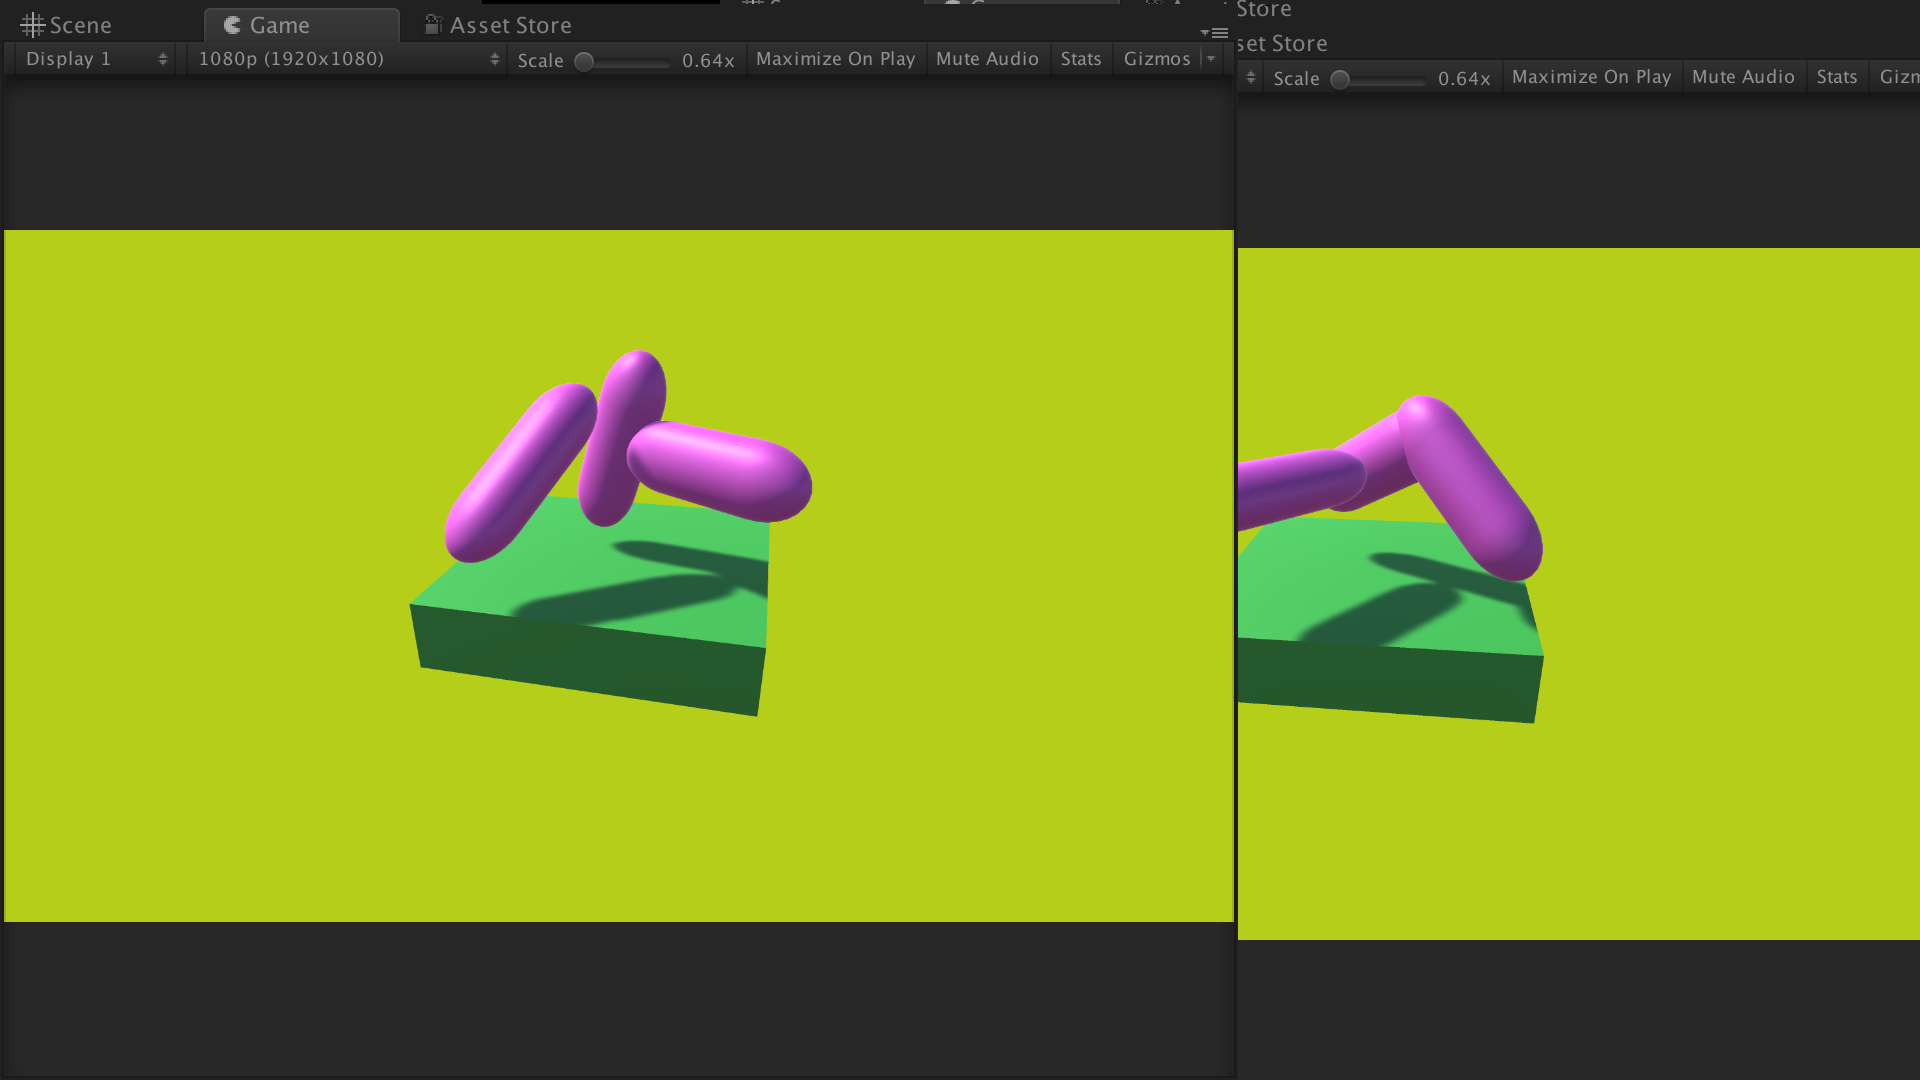 Store
Scene Game Asset Store
set Store
Display 1 1080p (1920x1080) Scale 0.64x Maximize On Play Mute Audio Stats Gizmos
Scale 0.64x Maximize On Play Mute Audio Stats Gizm